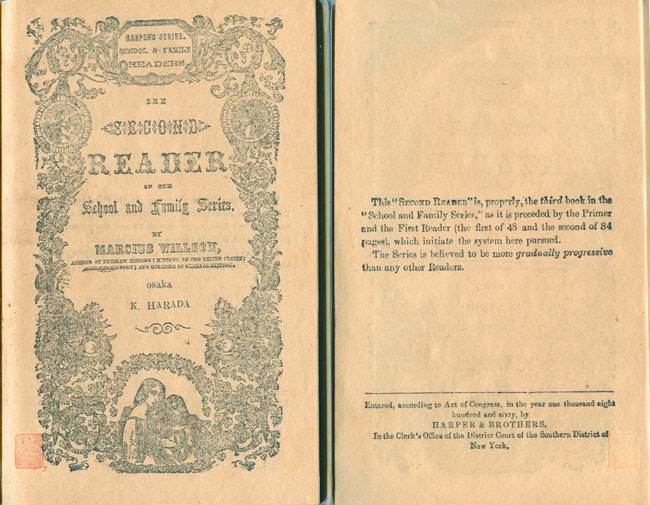 HARPER'S SERIES.
SCHOOL & FAMILY
READERS
THE
SECOND
READER
OF THE
School and Family Series.
BY
MARCIUS WILLSON,
OSAKA
K. HARADA
This "SECOND READER" is, properly, the third book in the
"School and Family Series," as it is preceded by the Primer
and the First Reader (the first of 48 and the second of 84
pages), which initiate the system here pursued.
The Series is believed to be more gradually progressive
than any other Readers.
Entered, according to Act of Congress, in the year one thousand eight
hundred and sixty, by
HARPER & BROTHERS,
In the Clerk's Office of the District Court of the Southern District of
New York.